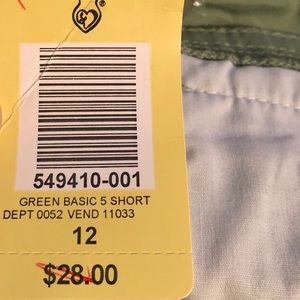 549410-001
GREEN BASIC 5 SHORT
DEPT 0052 VEND 11033
12
$28.00